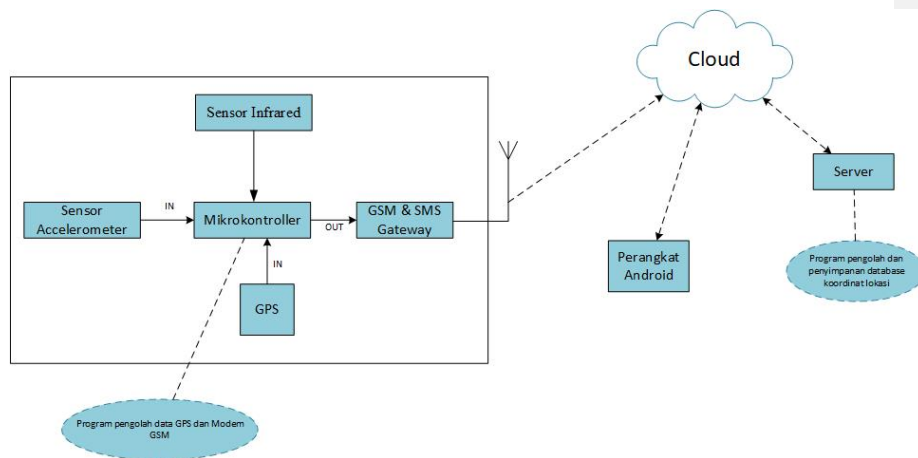 Cloud
Sensor Infrared
Sensor
Accelerometer
IN
Mikrokontroller
OUT
GSM & SMS
Gateway
IN
GPS
Server
Perangkat
Android
Program pengolah dan
penyimpanan database
koordinat lokasi
Program pengolah data GPS dan Modem
GSM